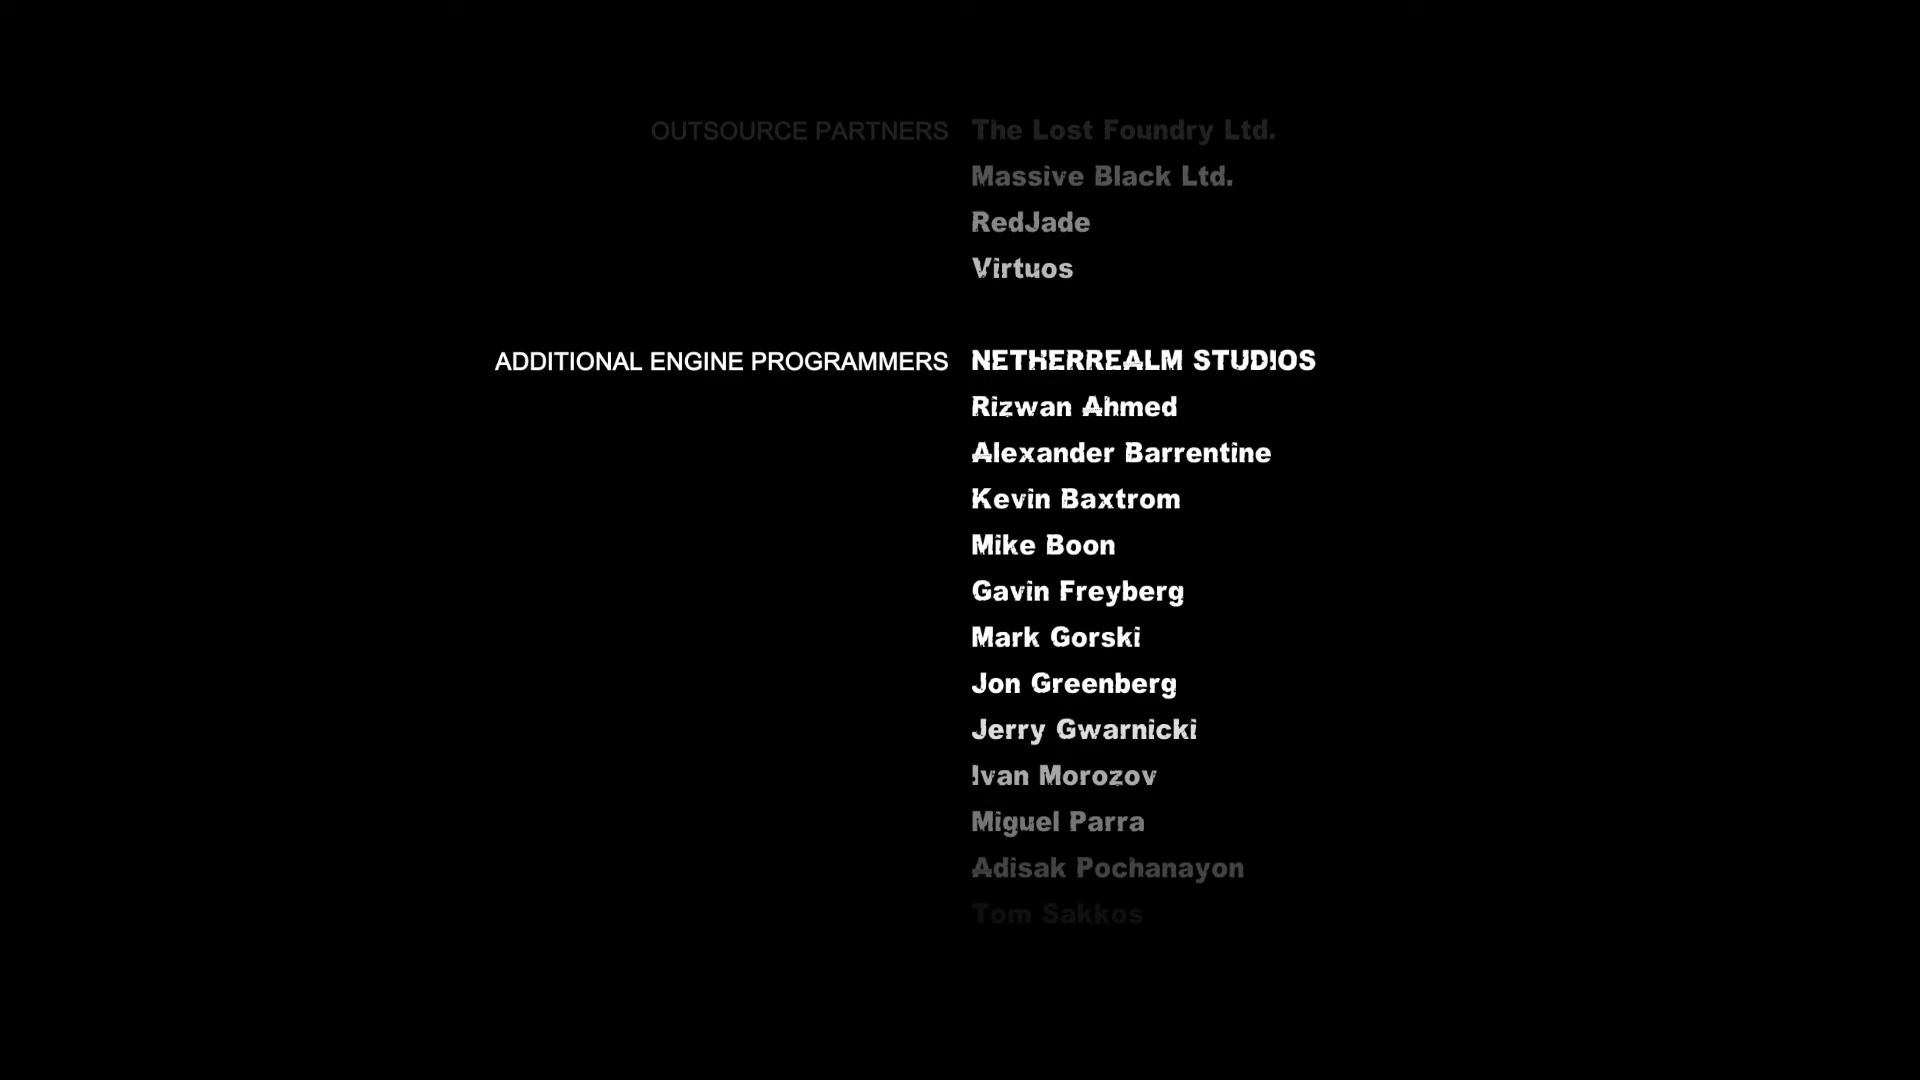 OUTSOURCE PARTNERS The Lost Foundry Ltd.
Massive Black Ltd.
RedJade
Virtuos
ADDITIONAL ENGINE PROGRAMMERS NETHERREALM STUDIOS
Rizwan Ahmed
Alexander Barrentine
Kevin Baxtrom
Mike Boon
Gavin Freyberg
Mark Gorski
Jon Greenberg
Jerry Gwarnicki
Ivan Morozov
Miguel Parra
Adisak Pochanayon
Tom Sakkos